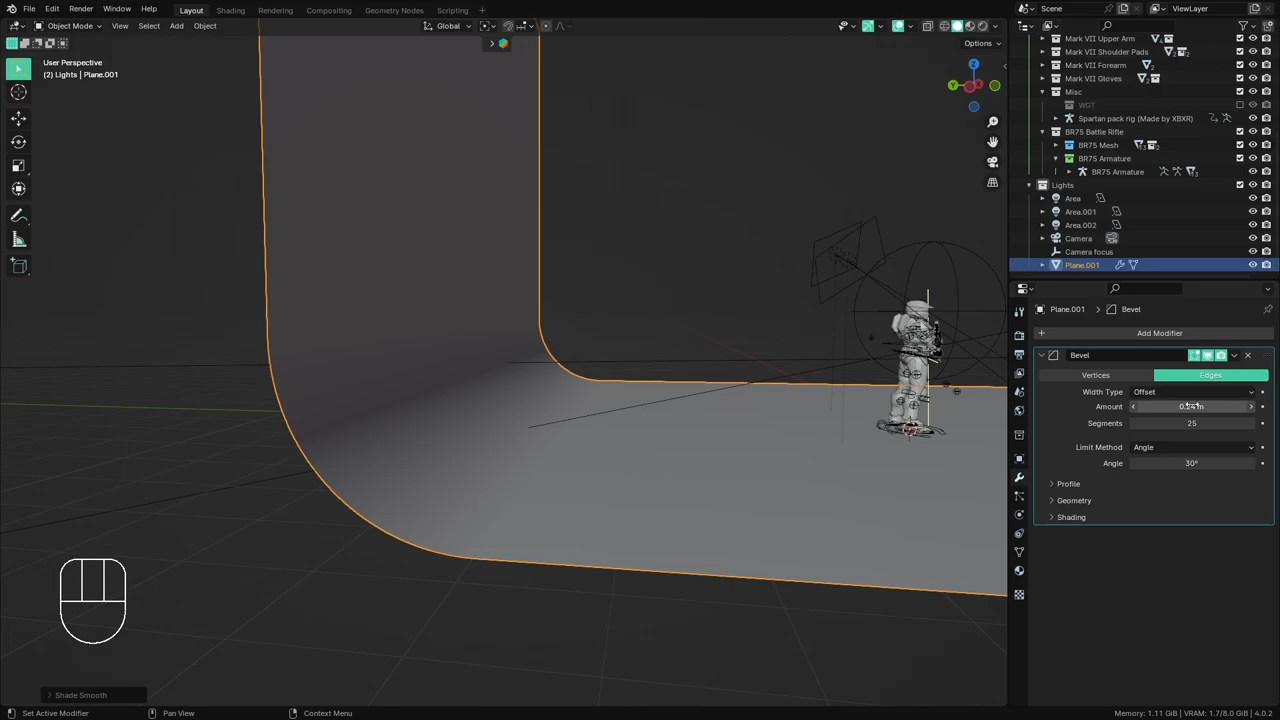 File Edit Render Window Help Layout Shading Rendering Compositing Geometry Nodes Scripting Scene ViewLayer
Object Mode View Select Add Object Global
Options
User Perspective
(2) Lights | Plane.001
Mark VII Upper Arm
Mark VII Shoulder Pads
Mark VII Forearm
Mark VII Gloves
Misc
WGT
Spartan pack rig (Made by XBXR)
BR75 Battle Rifle
BR75 Mesh
BR75 Armature
BR75 Armature
Lights
Area
Area.001
Area.002
Camera
Camera focus
Plane.001
Plane.001 > Bevel
Add Modifier
Bevel
Vertices Edges
Width Type Offset
Amount
Segments 25
Limit Method Angle
Angle 30°
Profile
Geometry
Shading
Shade Smooth
Set Active Modifier Pan View Context Menu Memory: 1.11 GiB | VRAM: 1.7/8.0 GiB | 4.0.2